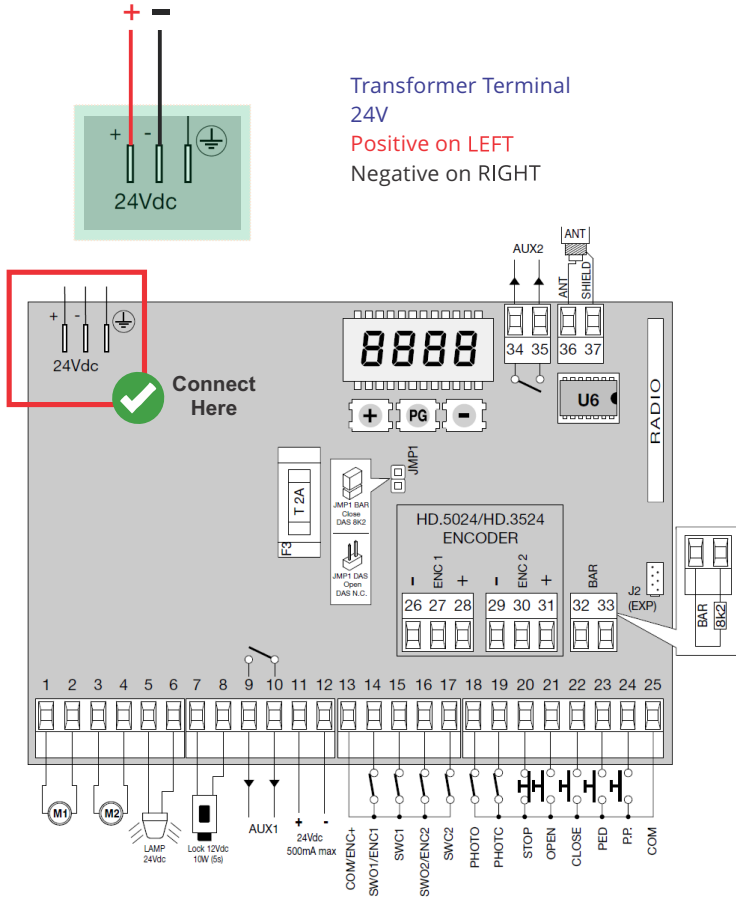 + −
Transformer Terminal
24V
Positive on LEFT
Negative on RIGHT
+ -
24Vdc
ANT
AUX2
ANT
SHIELD
+ -
24Vdc
Connect
Here
8888
34 35 36 37
+ PG −
U6
RADIO
JMP1
T 2A
F3
JMP1 BAR
Close
DAS 8K2
JMP1 DAS
Open
DAS N.C.
HD.5024/HD.3524
ENCODER
- ENC 1 +
- ENC 2 +
BAR
26 27 28 29 30 31 32 33
J2
(EXP)
BAR
8k2
1 2 3 4 5 6 7 8 9 10 11 12 13 14 15 16 17 18 19 20 21 22 23 24 25
M1
M2
LAMP
24Vdc
Lock 12Vdc
10W (5s)
AUX1
+ -
24Vdc
500mA max
COM/ENC+
SWO1/ENC1
SWC1
SWO2/ENC2
SWC2
PHOTO
PHOTC
STOP
OPEN
CLOSE
PED
P.P.
COM